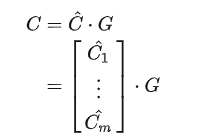 C = Ĉ · G
= [ Ĉ₁ ⋮ Ĉₘ ] · G